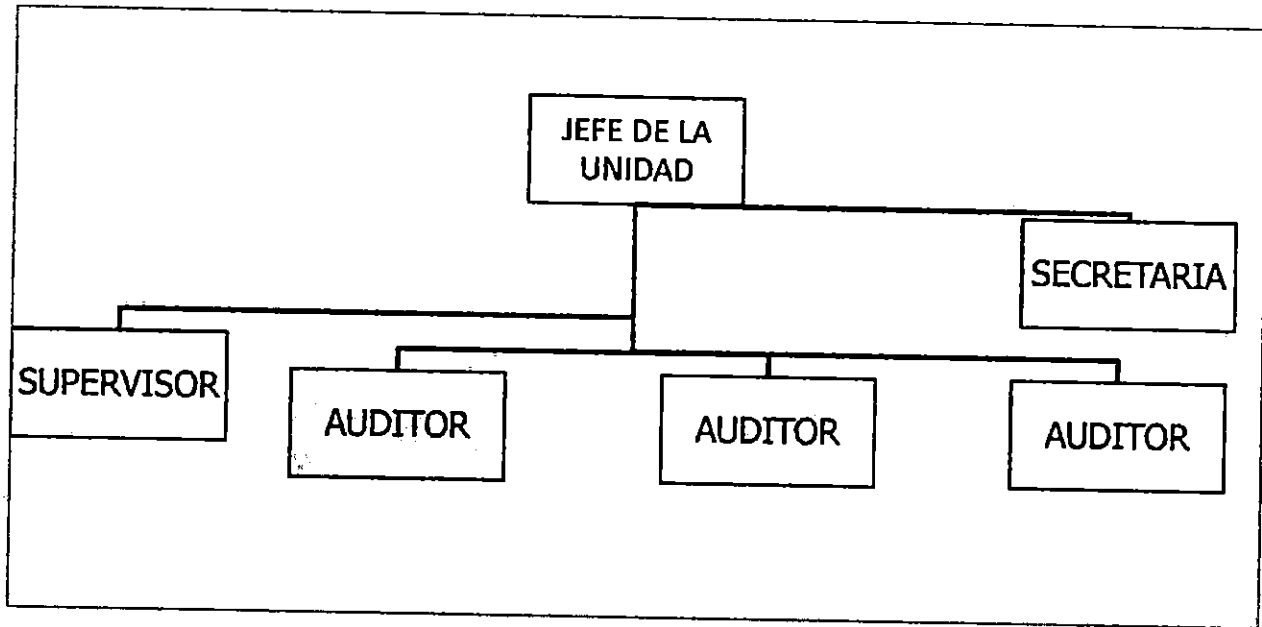 JEFE DE LA
UNIDAD
SECRETARIA
SUPERVISOR
AUDITOR
AUDITOR
AUDITOR